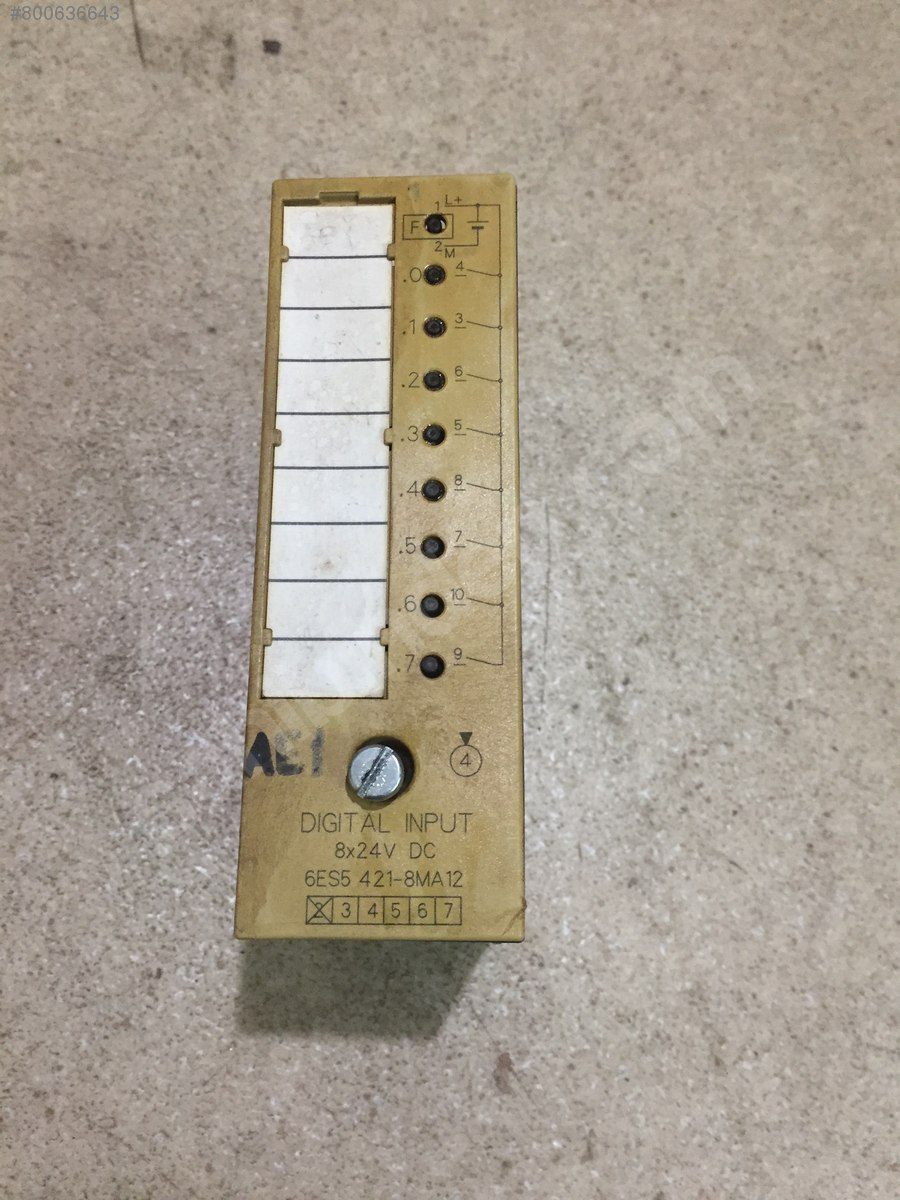 #800636643
1 L+
F
2 M
.0 4
.1 3
.2 6
.3 5
.4 8
.5 7
.6 10
.7 9
AE1
4
DIGITAL INPUT
8x24V DC
6ES5 421-8MA12
2 3 4 5 6 7